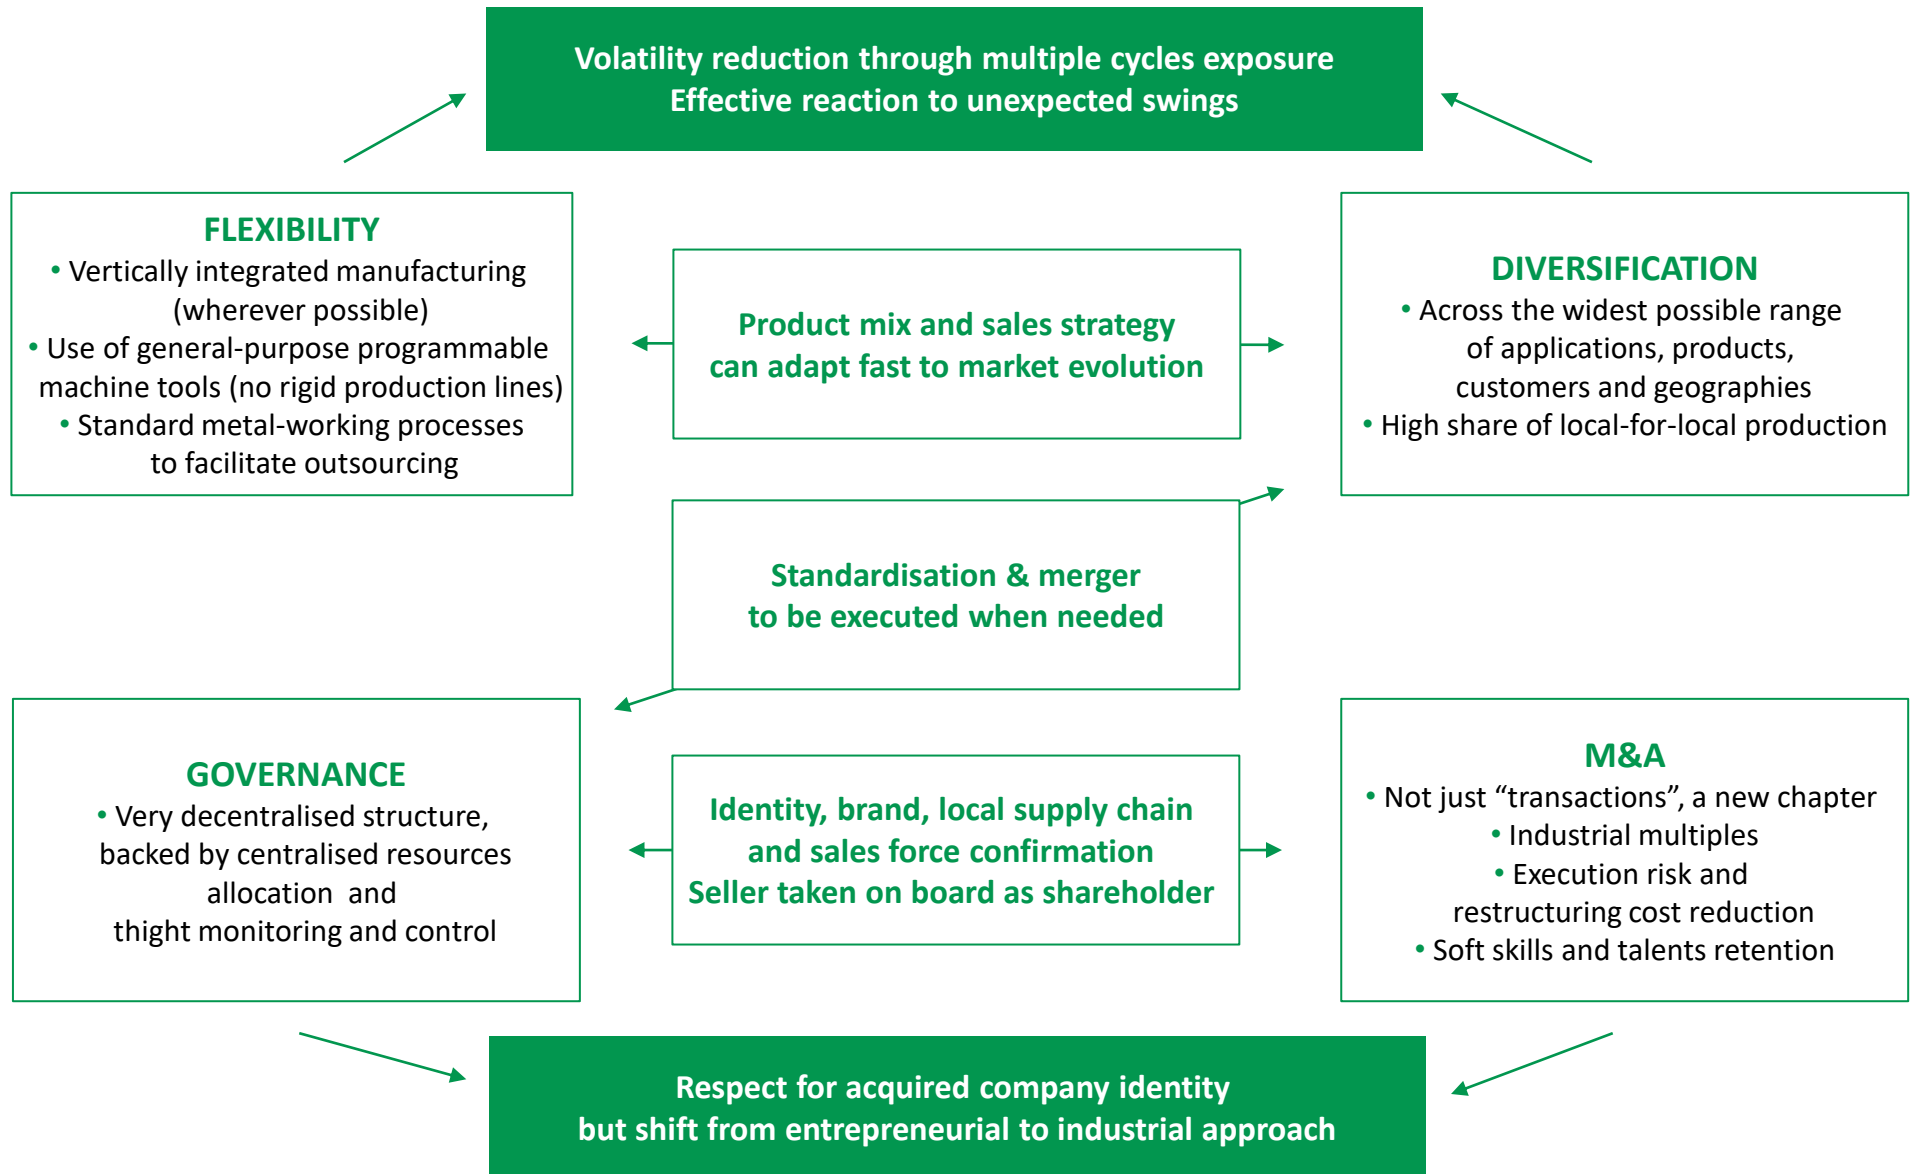 Volatility reduction through multiple cycles exposure
Effective reaction to unexpected swings
FLEXIBILITY
• Vertically integrated manufacturing
(wherever possible)
• Use of general-purpose programmable
machine tools (no rigid production lines)
• Standard metal-working processes
to facilitate outsourcing
Product mix and sales strategy
can adapt fast to market evolution
DIVERSIFICATION
• Across the widest possible range
of applications, products,
customers and geographies
• High share of local-for-local production
Standardisation & merger
to be executed when needed
GOVERNANCE
• Very decentralised structure,
backed by centralised resources
allocation and
thight monitoring and control
Identity, brand, local supply chain
and sales force confirmation
Seller taken on board as shareholder
M&A
• Not just “transactions”, a new chapter
• Industrial multiples
• Execution risk and
restructuring cost reduction
• Soft skills and talents retention
Respect for acquired company identity
but shift from entrepreneurial to industrial approach